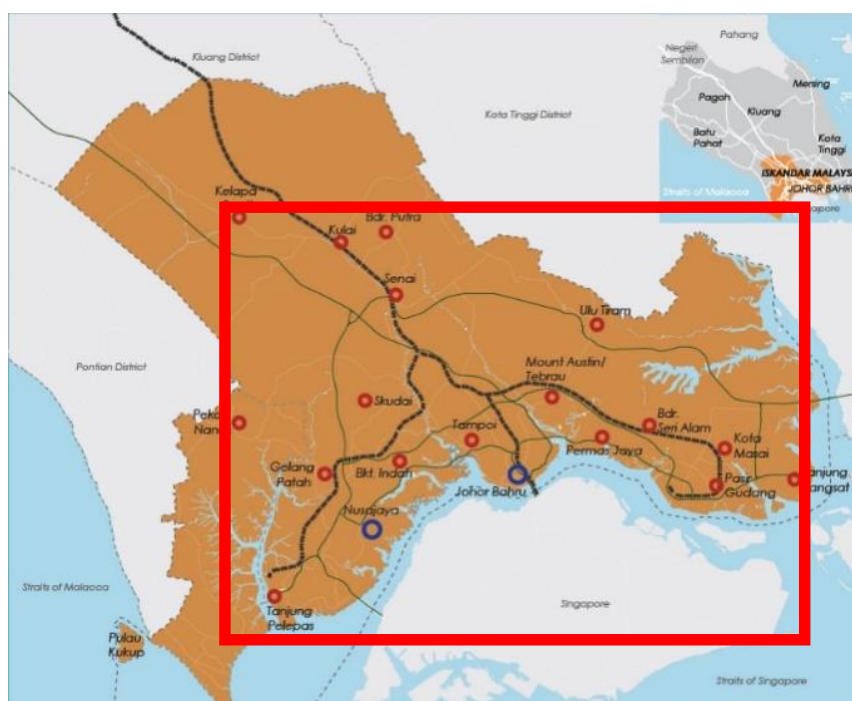 Kluang District
Pahang
Negeri
Sembilan
Mersing
Pagoh
Kluang
Batu
Pahat
Kota
Tinggi
ISKANDAR MALAYS
JOHOR BAHRU
Straits of Malacca
Kota Tinggi District
Kelapa
Bdr. Putra
Kulai
Senai
Ulu Tiram
Pontian District
Mount Austin/
Tebrau
Skudai
Bdr.
Seri Alam
Tampoi
Kota
Masai
Permas Jaya
Gelang
Patah
Bkt. Indah
Johor Bahru
Pasir
Gudang
Nusajaya
Straits of Malacca
Singapore
Tanjung
Pelepas
Pulau
Kukup
Straits of Singapore